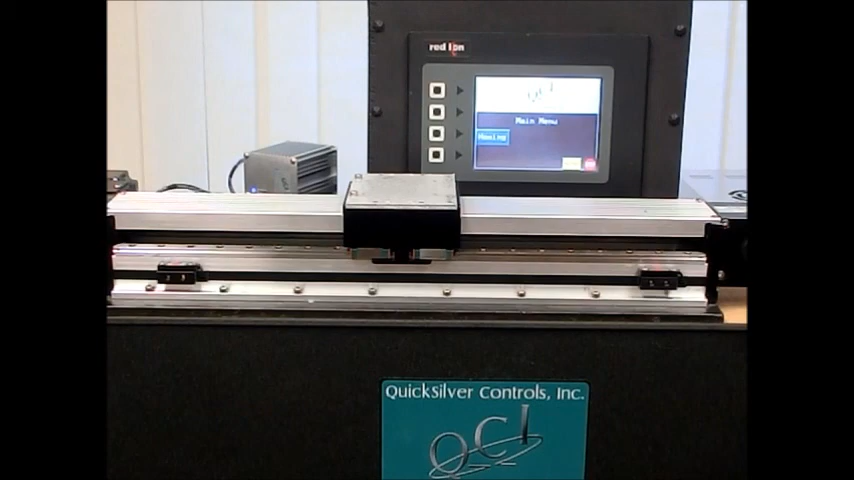 red lion
QCI
Main Menu
Homing
QuickSilver Controls, Inc.
QCI